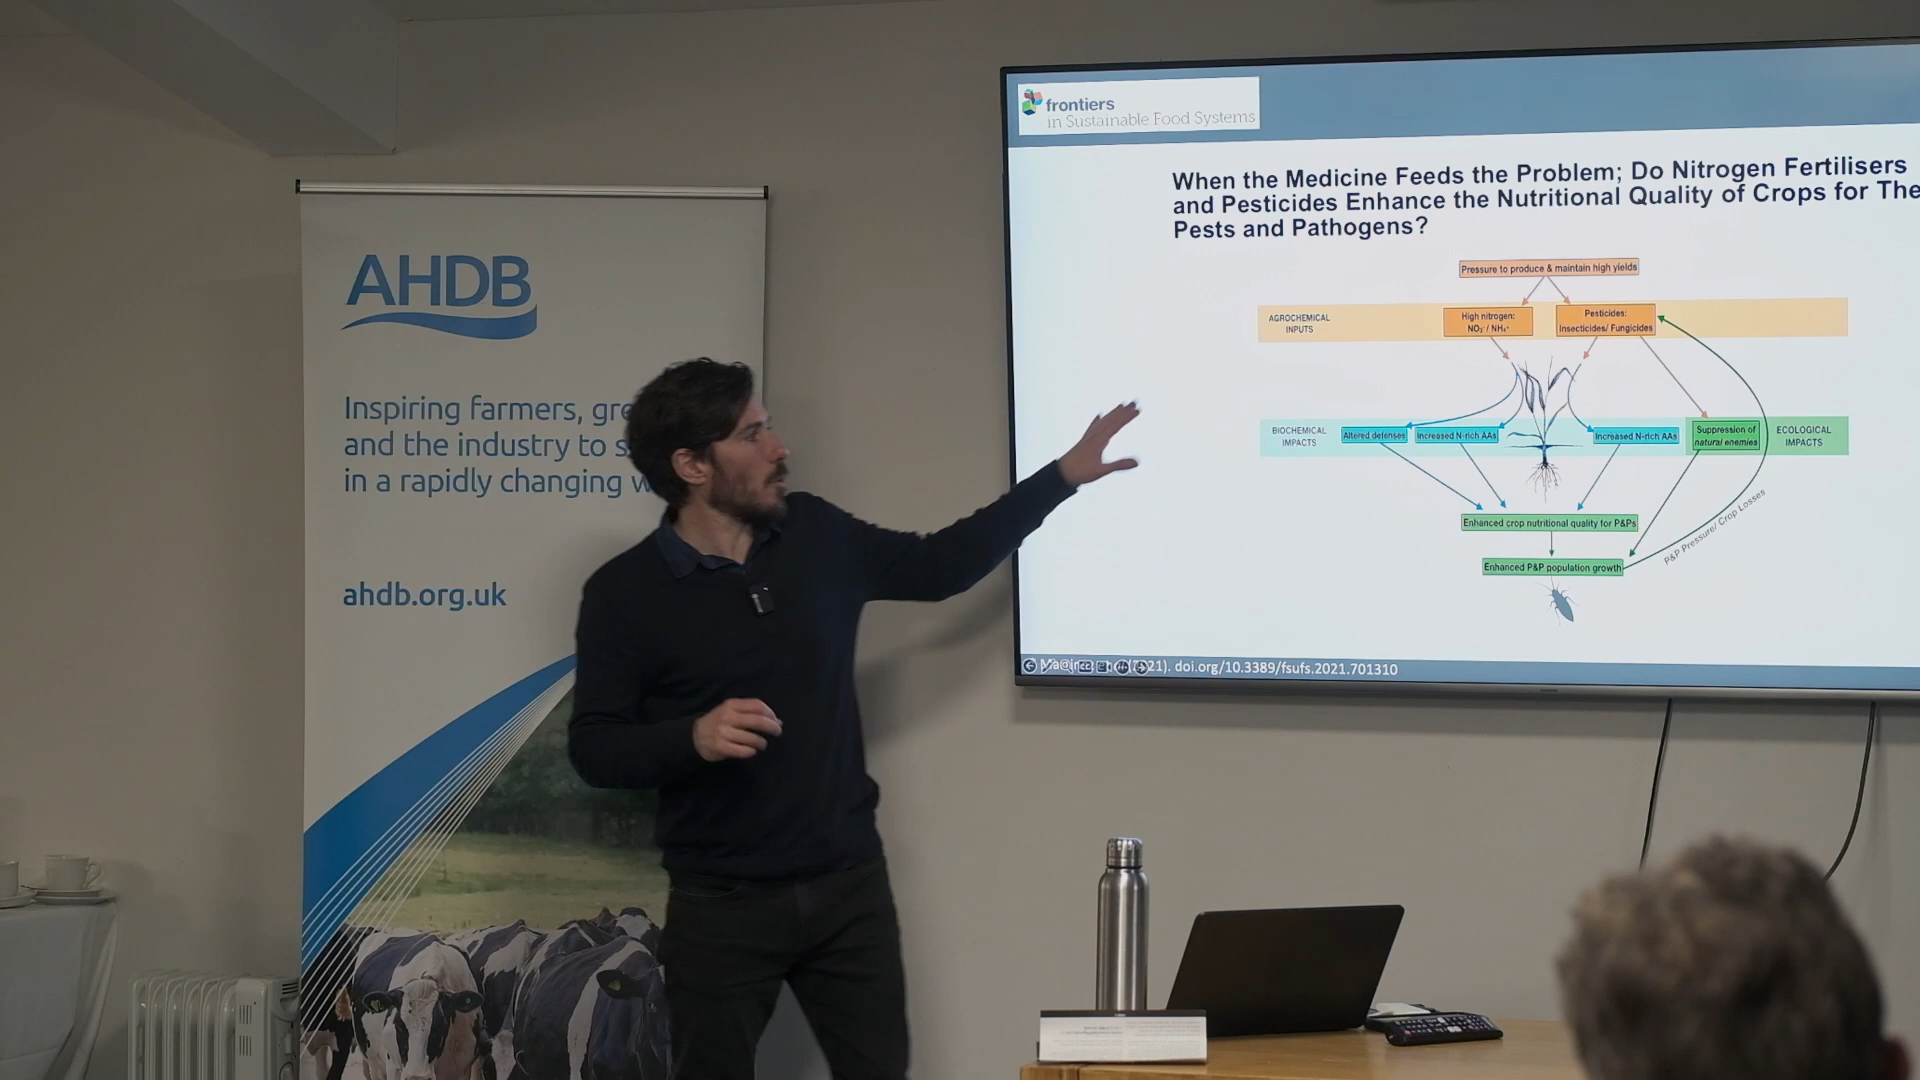 AHDB
Inspiring farmers, gr
and the industry to s
in a rapidly changing w
ahdb.org.uk
frontiers
in Sustainable Food Systems
When the Medicine Feeds the Problem; Do Nitrogen Fertilisers
and Pesticides Enhance the Nutritional Quality of Crops for The
Pests and Pathogens?
Pressure to produce & maintain high yields
AGROCHEMICAL
INPUTS
High nitrogen:
NO₃⁻/ NH₄⁺
Pesticides:
Insecticides/ Fungicides
BIOCHEMICAL
IMPACTS
Altered defenses
Increased N-rich AAs
Increased N-rich AAs
Suppression of
natural enemies
ECOLOGICAL
IMPACTS
Enhanced crop nutritional quality for P&Ps
Enhanced P&P population growth
P&P Pressure/ Crop Losses
21). doi.org/10.3389/fsufs.2021.701310